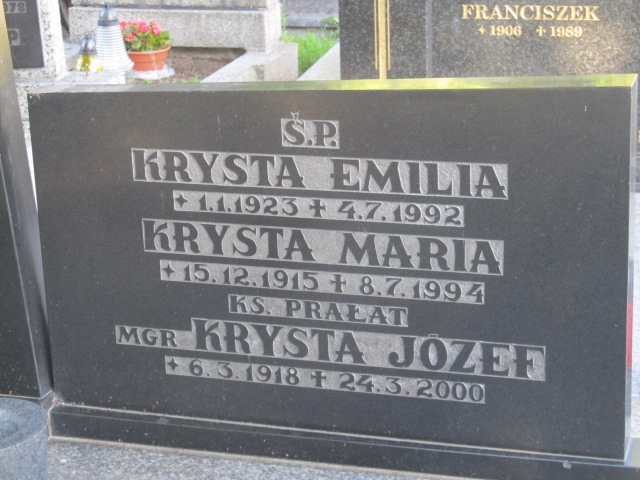 FRANCISZEK
* 1906 † 1989
Ś.P.
KRYSTA EMILIA
* 1.1.1923 † 4.7.1992
KRYSTA MARIA
* 15.12.1915 † 8.7.1994
KS. PRAŁAT
MGR KRYSTA JÓZEF
* 6.3.1918 † 24.3.2000